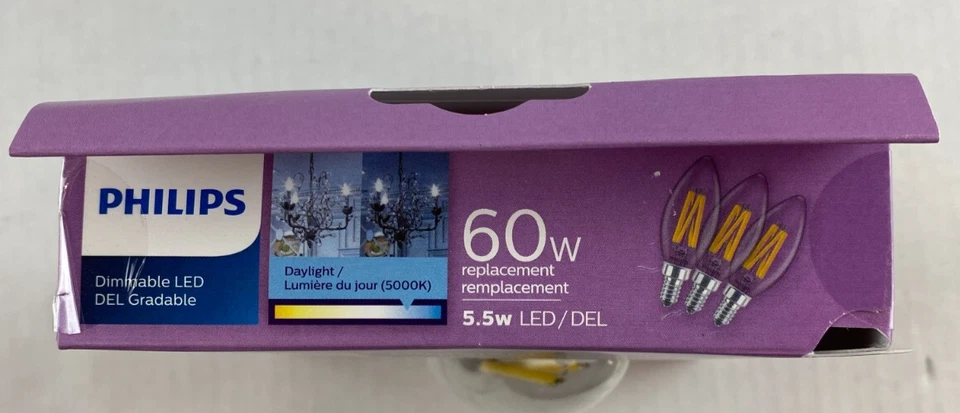 PHILIPS
Dimmable LED
DEL Gradable
Daylight /
Lumière du jour (5000K)
60w
replacement
remplacement
5.5w LED/DEL